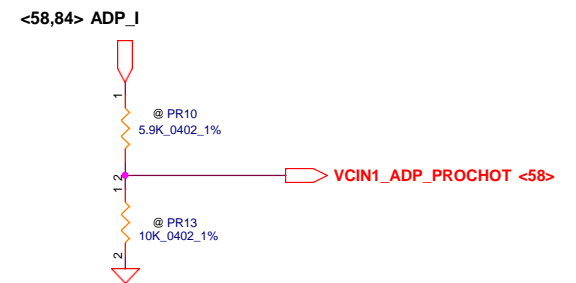 <58,84> ADP_I
1
@ PR10
5.9K_0402_1%
2
VCIN1_ADP_PROCHOT <58>
1
@ PR13
10K_0402_1%
2